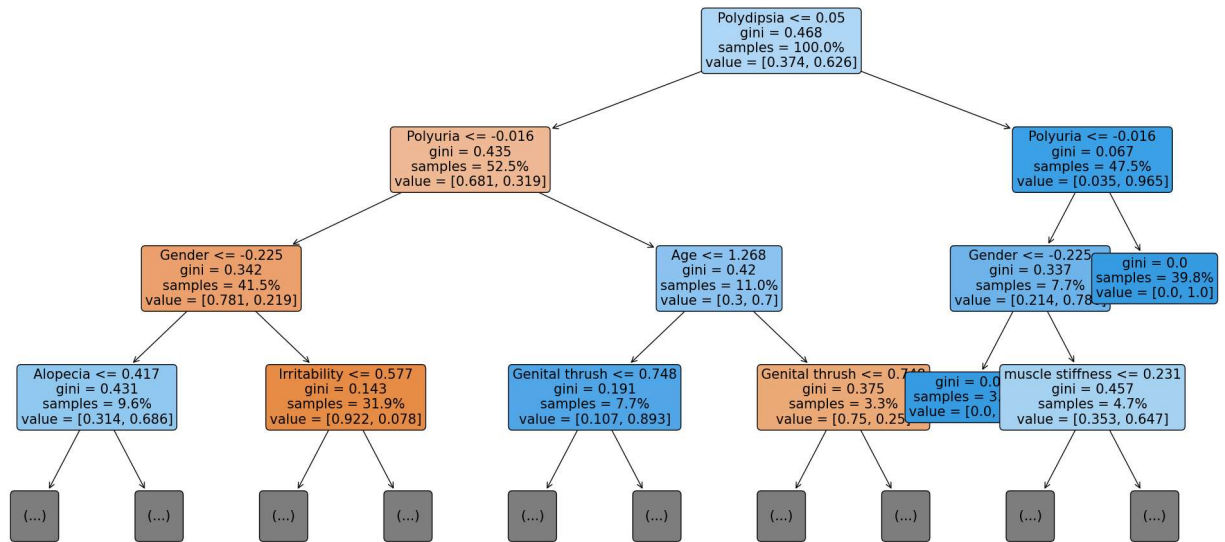 Polydipsia <= 0.05
gini = 0.468
samples = 100.0%
value = [0.374, 0.626]
Polyuria <= -0.016
gini = 0.435
samples = 52.5%
value = [0.681, 0.319]
Polyuria <= -0.016
gini = 0.067
samples = 47.5%
value = [0.035, 0.965]
Gender <= -0.225
gini = 0.342
samples = 41.5%
value = [0.781, 0.219]
Age <= 1.268
gini = 0.42
samples = 11.0%
value = [0.3, 0.7]
Gender <= -0.225
gini = 0.337
samples = 7.7%
value = [0.214,
gini = 0.0
samples = 39.8%
value = [0.0, 1.0]
Alopecia <= 0.417
gini = 0.431
samples = 9.6%
value = [0.314, 0.686]
Irritability <= 0.577
gini = 0.143
samples = 31.9%
value = [0.922, 0.078]
Genital thrush <= 0.748
gini = 0.191
samples = 7.7%
value = [0.107, 0.893]
Genital thrush <=
gini = 0.375
samples = 3.3%
value = [0.75,
gini = 0.0
samples =
value = [0.0,
muscle stiffness <= 0.231
gini = 0.457
samples = 4.7%
value = [0.353, 0.647]
(...)
(...)
(...)
(...)
(...)
(...)
(...)
(...)
(...)
(...)